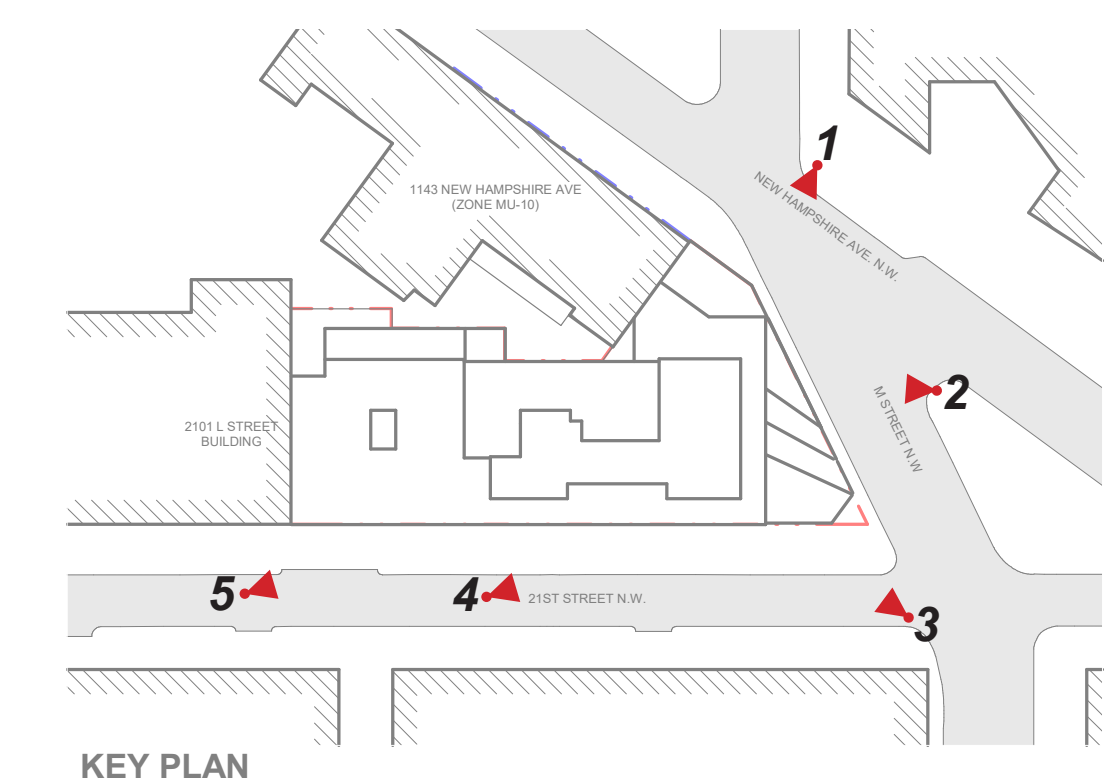 1
1143 NEW HAMPSHIRE AVE
(ZONE MU-10)
NEW HAMPSHIRE AVE. N.W.
2
M STREET N.W
2101 L STREET
BUILDING
5
4
21ST STREET N.W.
3
KEY PLAN